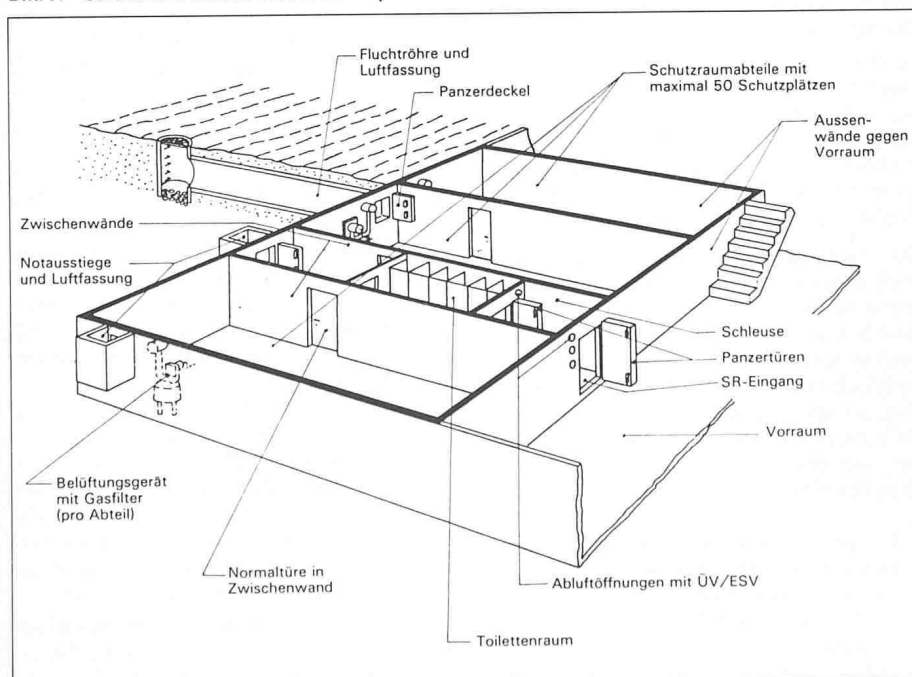 Fluchtröhre und
Luftfassung
Panzerdeckel
Schutzraumabteile mit
maximal 50 Schutzplätzen
Aussen-
wände gegen
Vorraum
Zwischenwände
Notausstiege
und Luftfassung
Schleuse
Panzertüren
SR-Eingang
Vorraum
Belüftungsgerät
mit Gasfilter
(pro Abteil)
Normaltüre in
Zwischenwand
Abluftöffnungen mit ÜV/ESV
Toilettenraum